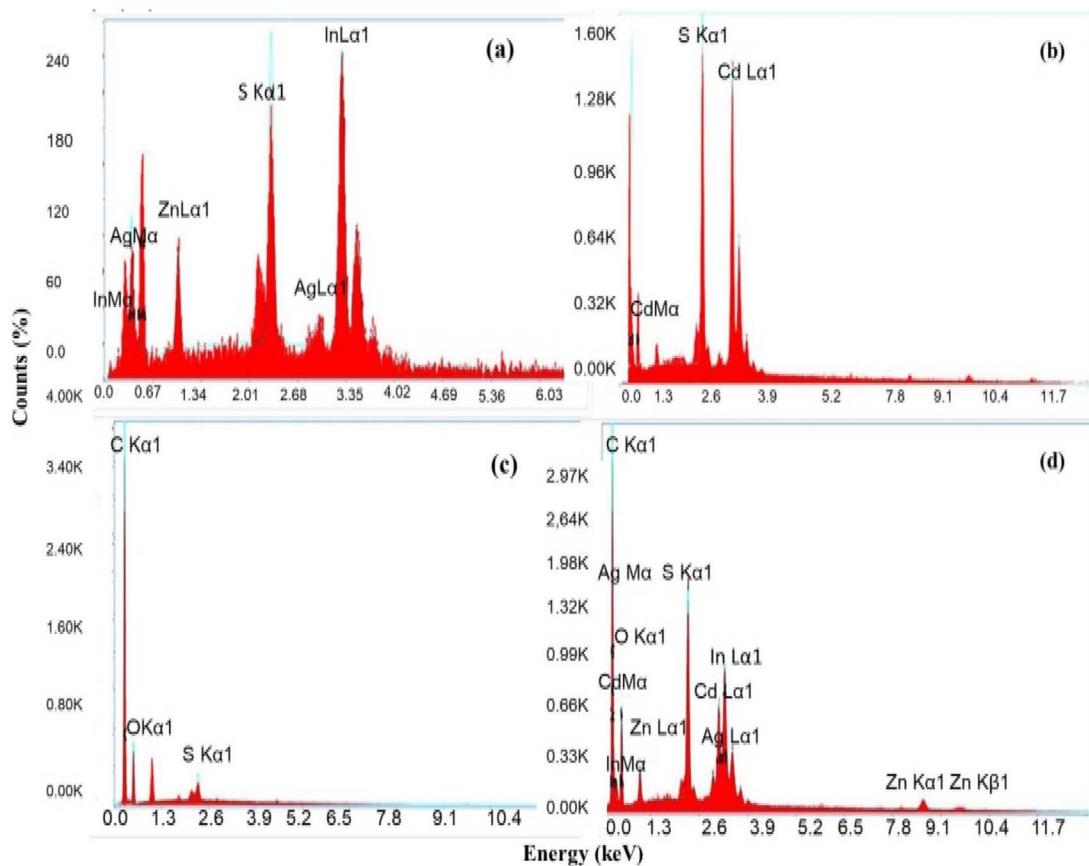 (a)
240
180
120
60
0.0
InLα1
S Kα1
ZnLα1
AgMα
AgLα1
InMα
0.0 0.67 1.34 2.01 2.68 3.35 4.02 4.69 5.36 6.03
(b)
1.60K
1.28K
0.96K
0.64K
0.32K
0.00K
S Kα1
Cd Lα1
CdMα
0.0 1.3 2.6 3.9 5.2 6.5 7.8 9.1 10.4 11.7
Counts (%)
(c)
4.00K
3.40K
2.40K
1.60K
0.80K
0.00K
C Kα1
OKα1
S Kα1
0.0 1.3 2.6 3.9 5.2 6.5 7.8 9.1 10.4
(d)
2.97K
2,64K
1.98K
1.32K
0.99K
0.66K
0.33K
0.00K
C Kα1
Ag Mα
S Kα1
O Kα1
In Lα1
CdMα
Cd Lα1
Zn Lα1
Ag Lα1
InMα
Zn Kα1 Zn Kβ1
0.0 1.3 2.6 3.9 5.2 6.5 7.8 9.1 10.4 11.7
Energy (keV)